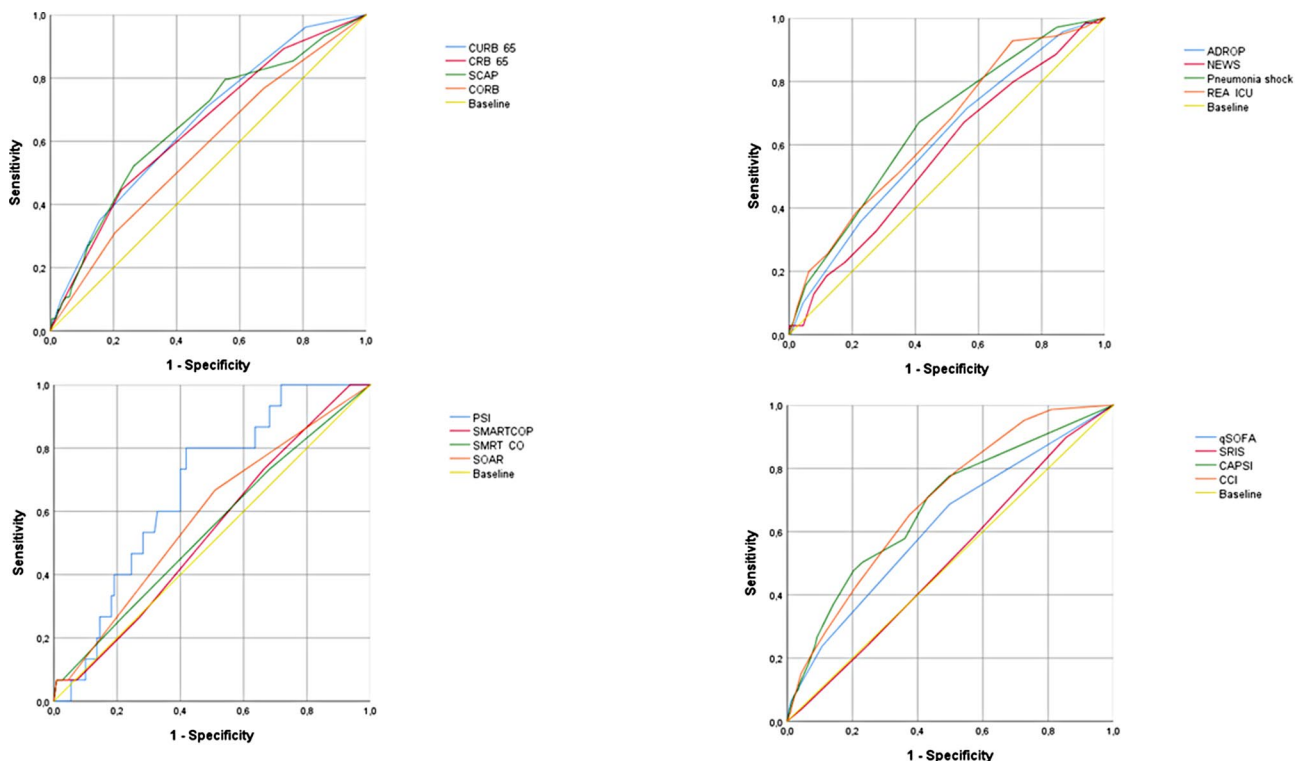 1,0
0,8
0,6
0,4
0,2
0,0
Sensitivity
0,0 0,2 0,4 0,6 0,8 1,0
1 - Specificity
CURB 65
CRB 65
SCAP
CORB
Baseline
1,0
0,8
0,6
0,4
0,2
0,0
Sensitivity
0,0 0,2 0,4 0,6 0,8 1,0
1 - Specificity
ADROP
NEWS
Pneumonia shock
REA ICU
Baseline
1,0
0,8
0,6
0,4
0,2
0,0
Sensitivity
0,0 0,2 0,4 0,6 0,8 1,0
1 - Specificity
PSI
SMARTCOP
SMRT CO
SOAR
Baseline
1,0
0,8
0,6
0,4
0,2
0,0
Sensitivity
0,0 0,2 0,4 0,6 0,8 1,0
1 - Specificity
qSOFA
SRIS
CAPSI
CCI
Baseline